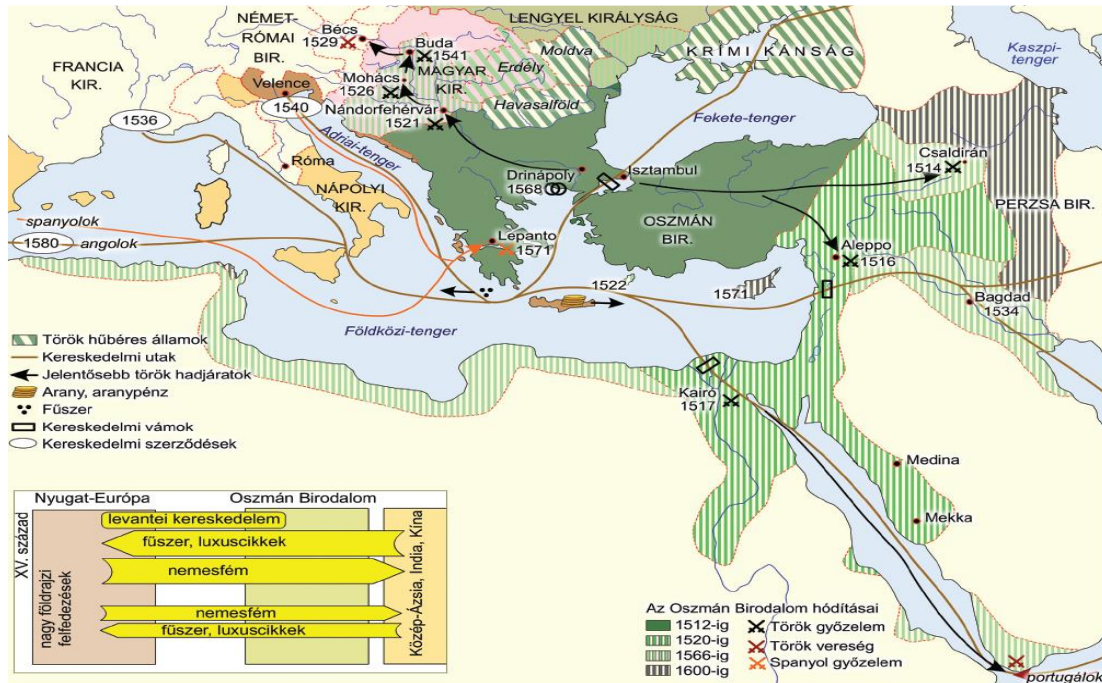 NÉMET-
RÓMAI
BIR.
LENGYEL KIRÁLYSÁG
FRANCIA
KIR.
Bécs
1529
Buda
1541
MAGYAR
KIR.
Mohács
1526
Erdély
Moldva
Havasalföld
Nándorfehérvár
1521
KRÍMI KÁNSÁG
Kaszpi-
tenger
Velence
1540
1536
Adriai-tenger
Fekete-tenger
Róma
NÁPOLYI
KIR.
Drinápoly
1568
Isztambul
OSZMÁN
BIR.
Csaldírán
1514
PERZSA BIR.
spanyolok
1580
angolok
Lepanto
1571
Aleppo
1516
1522
1571
Bagdad
1534
Földközi-tenger
Kairó
1517
Medina
Mekka
portugálok
Török hűbéres államok
Kereskedelmi utak
Jelentősebb török hadjáratok
Arany, aranypénz
Fűszer
Kereskedelmi vámok
Kereskedelmi szerződések
Nyugat-Európa
Oszmán Birodalom
XV. század
nagy földrajzi
felfedezések
levantei kereskedelem
fűszer, luxuscikkek
nemesfém
nemesfém
fűszer, luxuscikkek
Közép-Ázsia, India, Kína
Az Oszmán Birodalom hódításai
1512-ig
1520-ig
1566-ig
1600-ig
Török győzelem
Török vereség
Spanyol győzelem